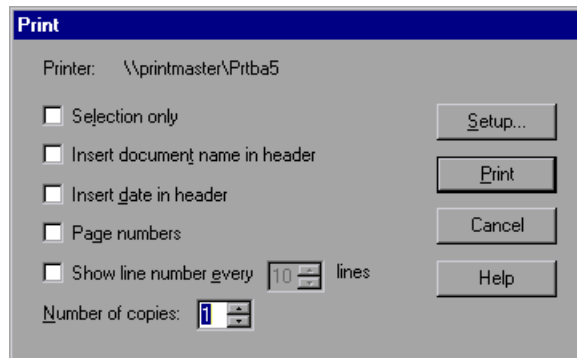 Print
Printer: \\printmaster\Prtba5
Selection only
Insert document name in header
Insert date in header
Page numbers
Show line number every 10 lines
Number of copies: 1
Setup...
Print
Cancel
Help